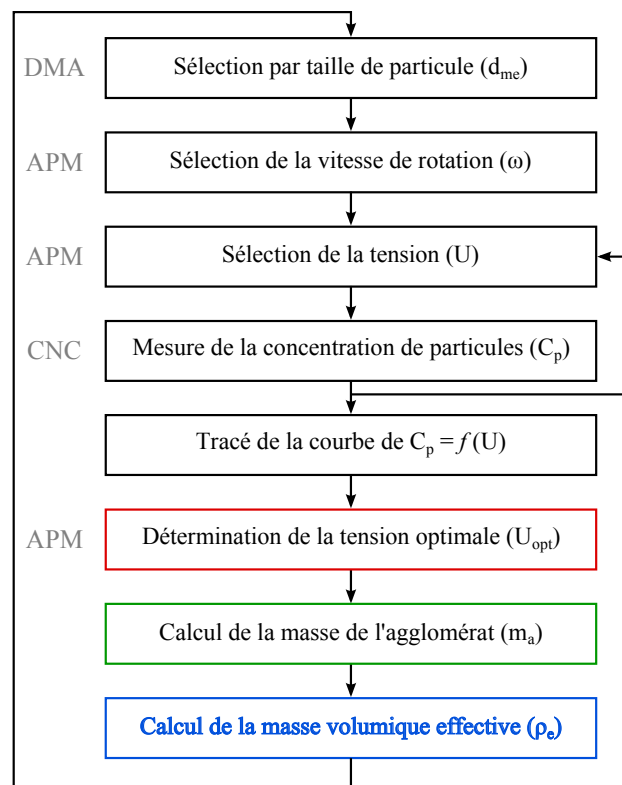 DMA Sélection par taille de particule (dme)
APM Sélection de la vitesse de rotation (ω)
APM Sélection de la tension (U)
CNC Mesure de la concentration de particules (Cp)
Tracé de la courbe de Cp = f (U)
APM Détermination de la tension optimale (Uopt)
Calcul de la masse de l'agglomérat (ma)
Calcul de la masse volumique effective (ρe)